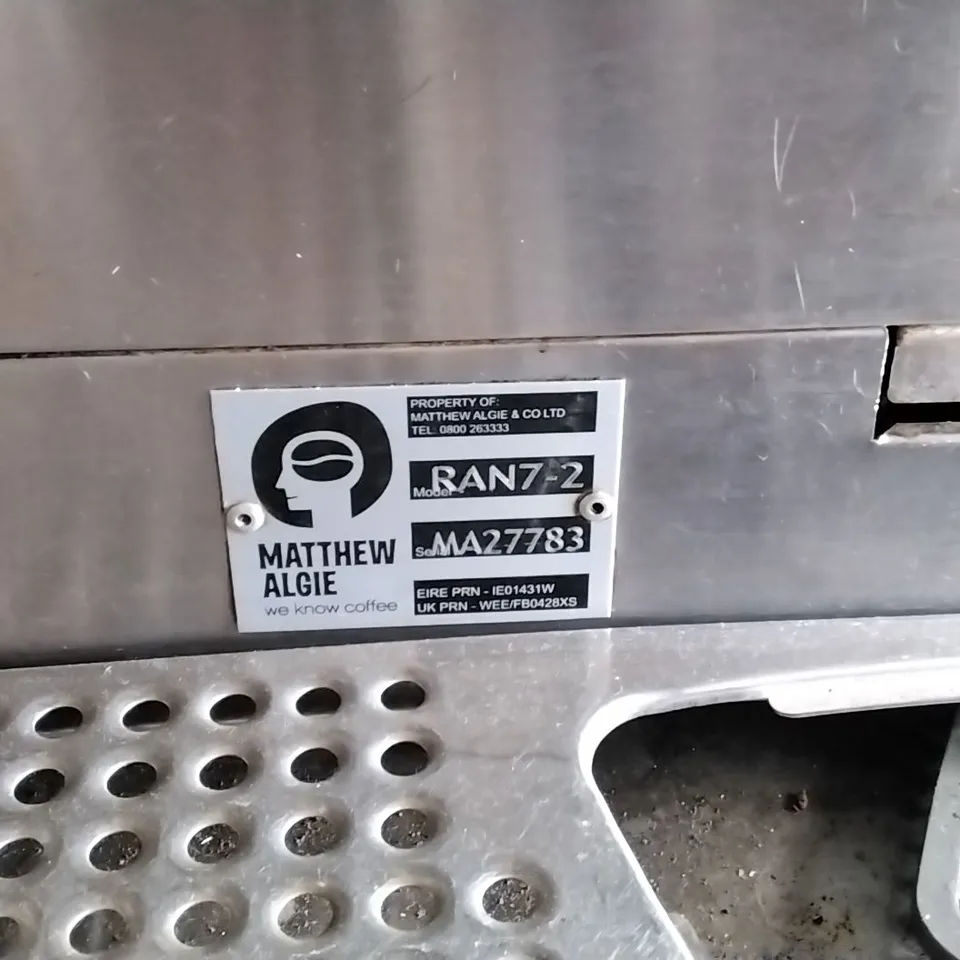 PROPERTY OF:
MATTHEW ALGIE & CO LTD
TEL: 0800 263333
Model RAN7-2
MA27783
EIRE PRN - IE01431W
UK PRN - WEE/FB0428XS
MATTHEW
ALGIE
we know coffee